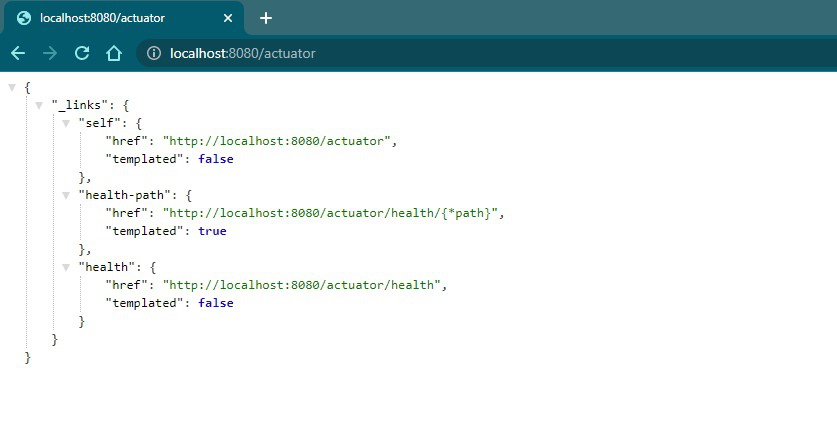 localhost:8080/actuator
localhost:8080/actuator
{
"_links": {
"self": {
"href": "http://localhost:8080/actuator",
"templated": false
},
"health-path": {
"href": "http://localhost:8080/actuator/health/{*path}",
"templated": true
},
"health": {
"href": "http://localhost:8080/actuator/health",
"templated": false
}
}
}